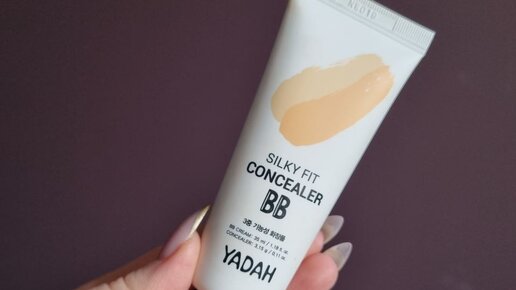 SILKY FIT
CONCEALER
BB
3중 기능성 화장품
BB CREAM: 35 ml / 1.18 fl. oz.
CONCEALER: 3.15 g / 0.11 oz.
YADAH